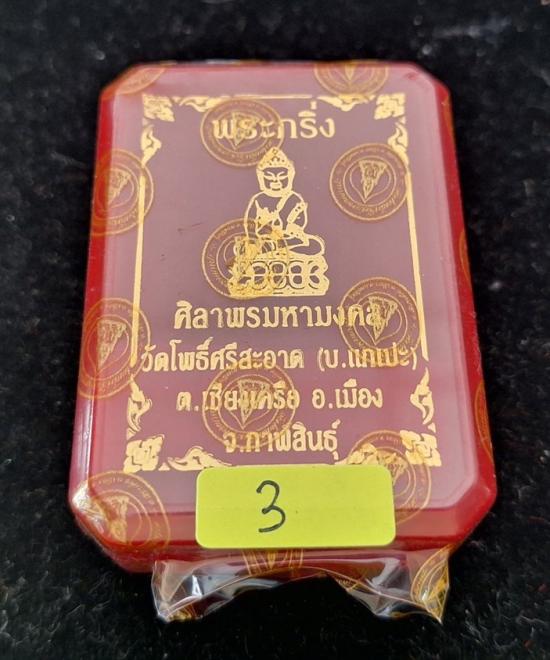 พระกริ่ง
ศิลาพรมหามงคล
วัดโพธิ์ศรีสะอาด (บ.แกเปะ)
ต.เชียงเครือ อ.เมือง
จ.กาฬสินธุ์
3